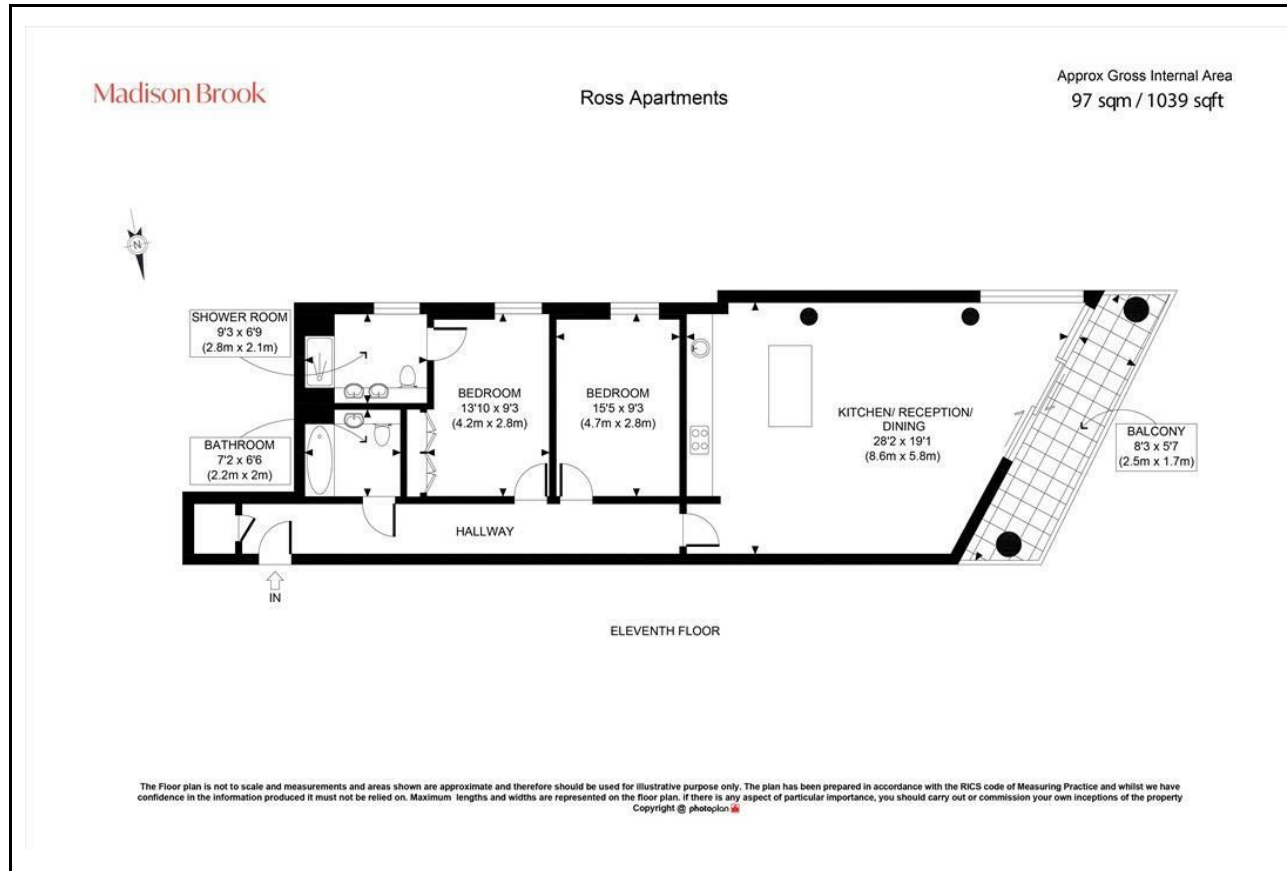 Madison Brook
Ross Apartments
Approx Gross Internal Area
97 sqm / 1039 sqft
N
SHOWER ROOM
9'3 x 6'9
(2.8m x 2.1m)
BATHROOM
7'2 x 6'6
(2.2m x 2m)
BEDROOM
13'10 x 9'3
(4.2m x 2.8m)
BEDROOM
15'5 x 9'3
(4.7m x 2.8m)
KITCHEN/ RECEPTION/
DINING
28'2 x 19'1
(8.6m x 5.8m)
BALCONY
8'3 x 5'7
(2.5m x 1.7m)
HALLWAY
IN
ELEVENTH FLOOR
The Floor plan is not to scale and measurements and areas shown are approximate and therefore should be used for illustrative purpose only. The plan has been prepared in accordance with the RICS code of Measuring Practice and whilst we have
confidence in the information produced it must not be relied on. Maximum lengths and widths are represented on the floor plan. if there is any aspect of particular importance, you should carry out or commission your own inceptions of the property
Copyright @ photoplan